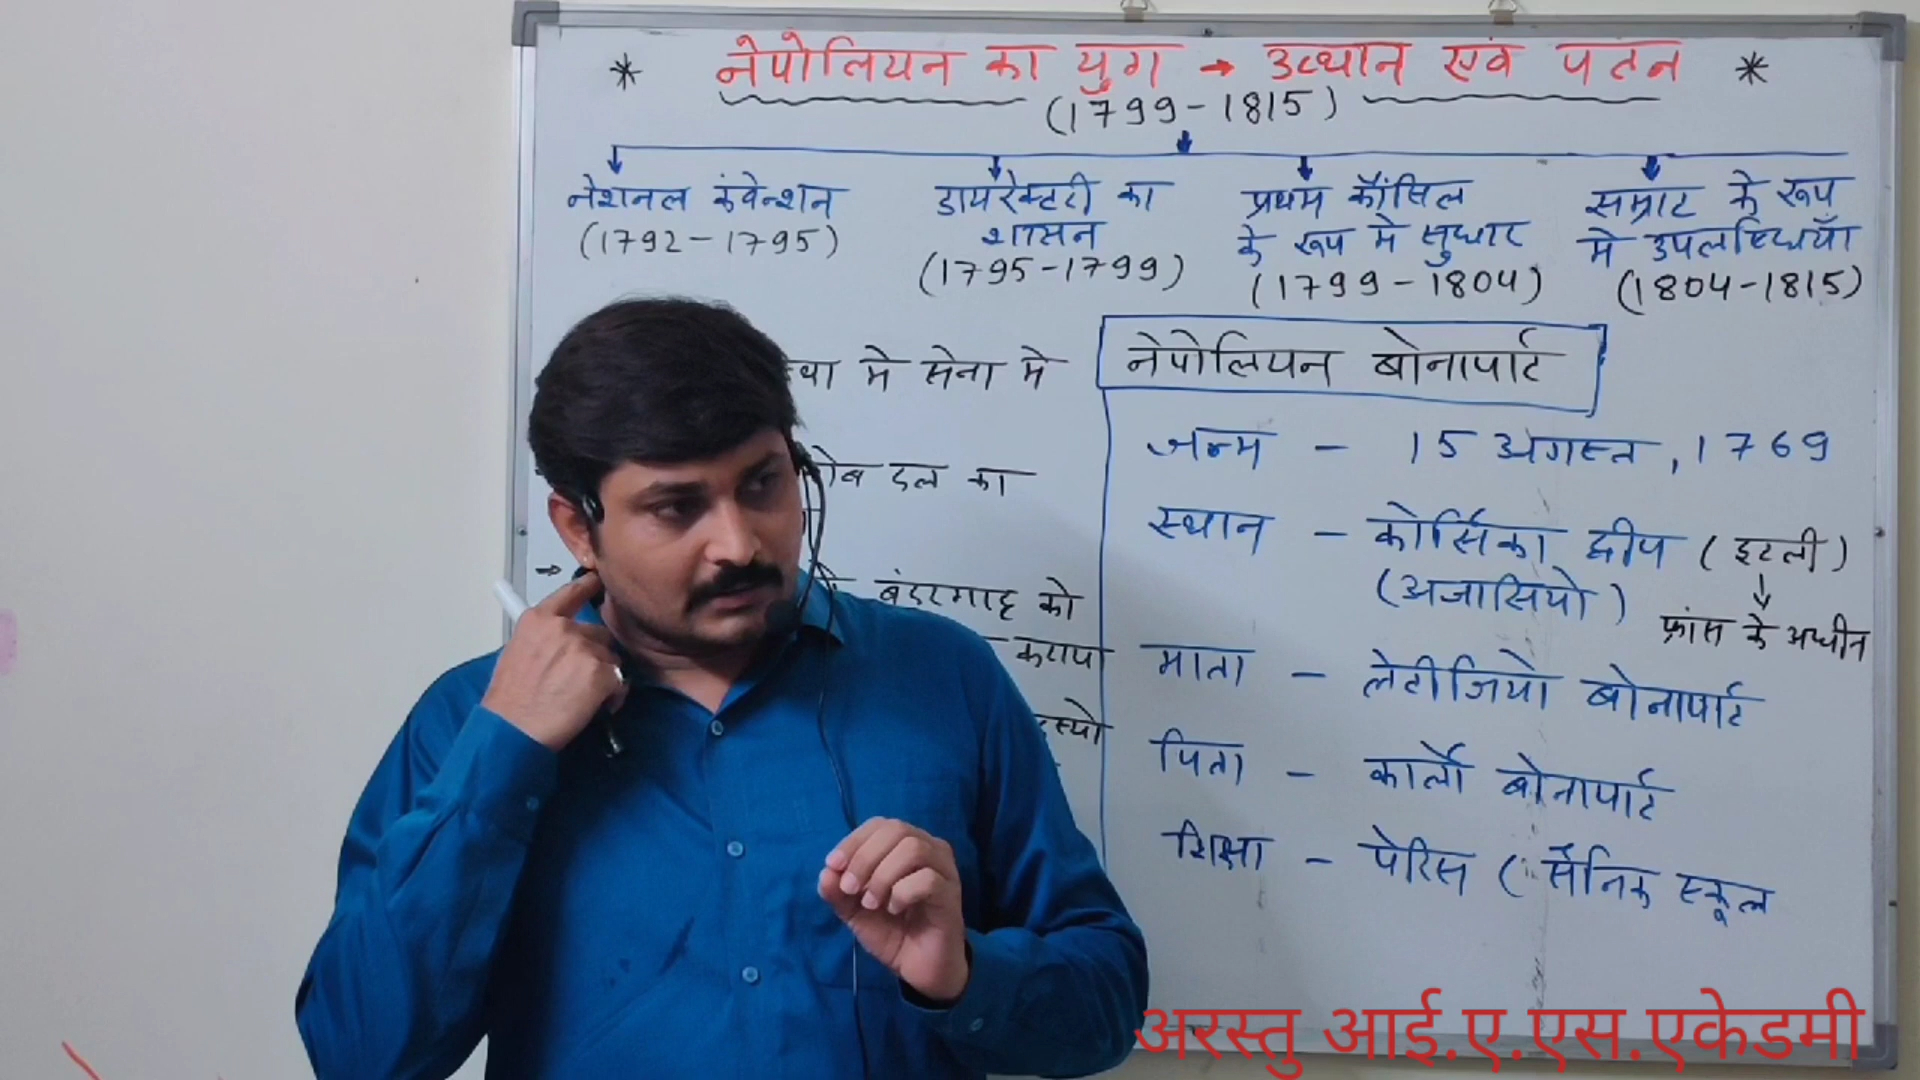 * नेपोलियन का युग → उत्थान एवं पतन *
(1799-1815)
नेशनल कंवेन्शन
(1792-1795)
डायरेक्टरी का
शासन
(1795-1799)
प्रथम कौंसिल
के रूप मे सुधार
(1799-1804)
सम्राट के रूप
मे उपलब्धियाँ
(1804-1815)
मे सेना मे
दल का
→ बंदरगाह को
कराया
नेपोलियन बोनापार्ट
जन्म - 15 अगस्त, 1769
स्थान - कोर्सिका द्वीप (इटली)
(अजासियो) ↓
फ्रांस के अधीन
माता - लेटीजियो बोनापार्ट
पिता - कार्लो बोनापार्ट
शिक्षा - पेरिस (सैनिक स्कूल
अरस्तु आई.ए.एस.एकेडमी